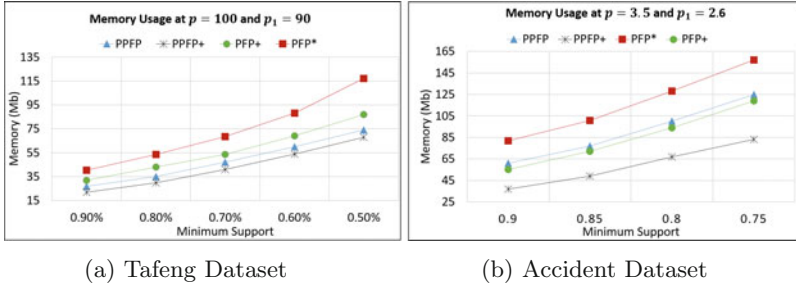 Memory Usage at p = 100 and p₁ = 90
PPFP PPFP+ PFP+ PFP*
135
115
95
75
55
35
15
Memory (Mb)
0.90% 0.80% 0.70% 0.60% 0.50%
Minimum Support
(a) Tafeng Dataset
Memory Usage at p = 3.5 and p₁ = 2.6
PPFP PPFP+ PFP* PFP+
165
145
125
105
85
65
45
25
Memory (Mb)
0.9 0.85 0.8 0.75
Minimum Support
(b) Accident Dataset